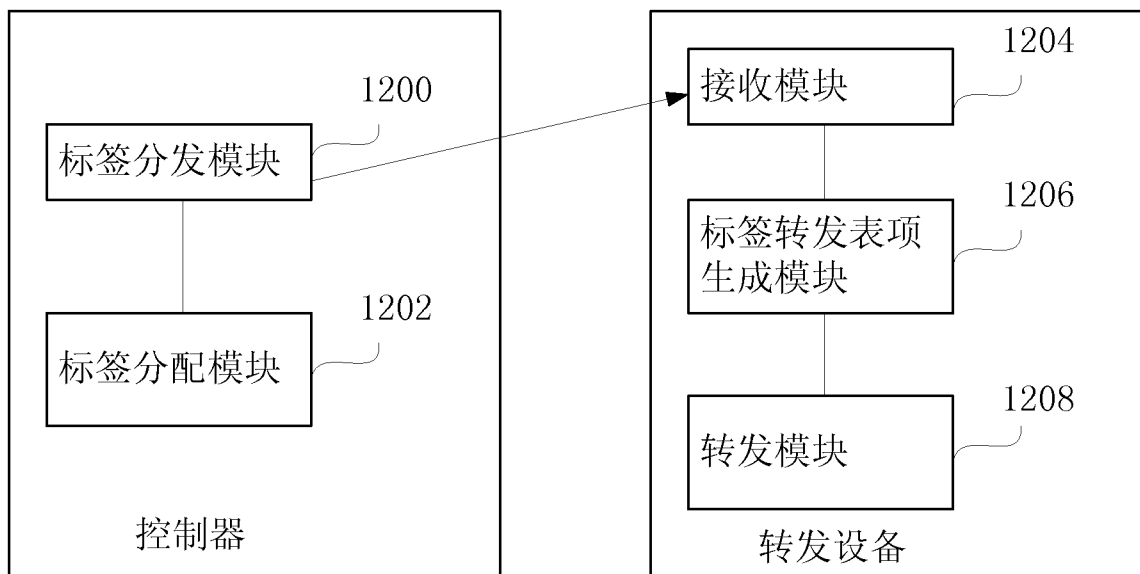 1200
标签分发模块
1202
标签分配模块
控制器
1204
接收模块
1206
标签转发表项
生成模块
1208
转发模块
转发设备